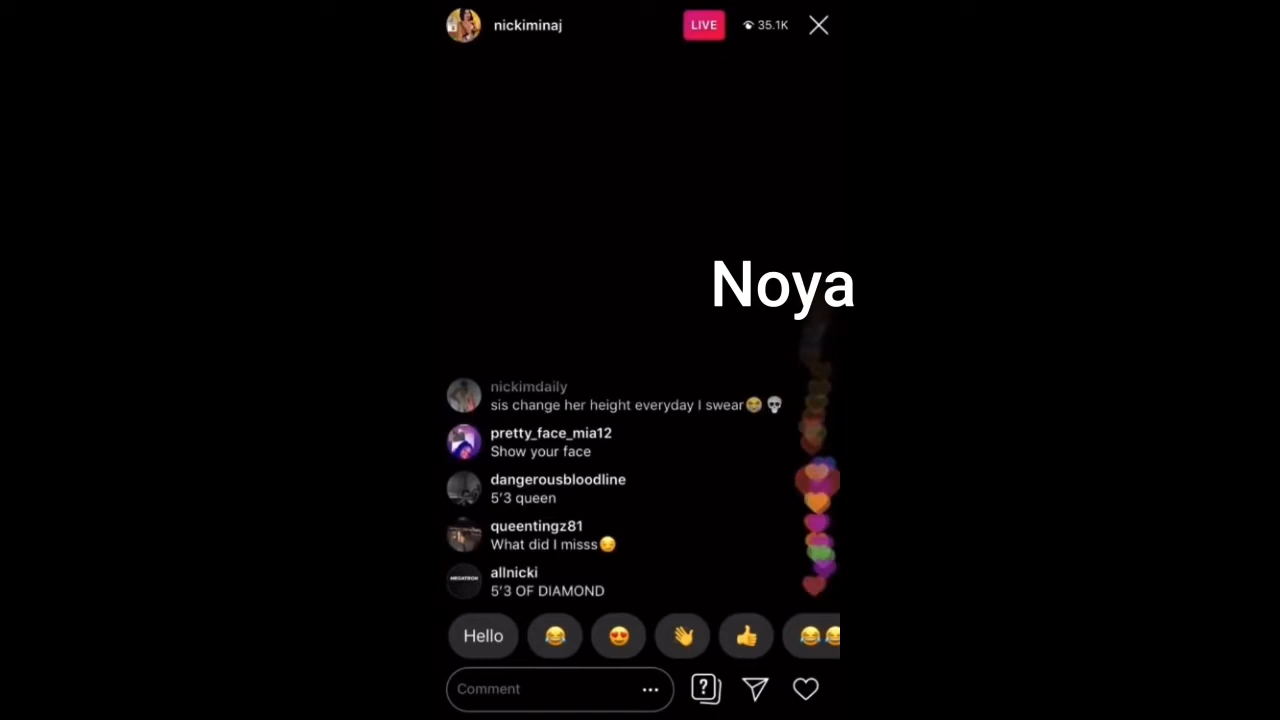 nickiminaj
LIVE
35.1K
Noya
nickimdaily
sis change her height everyday I swear😂💀
pretty_face_mia12
Show your face
dangerousbloodline
5'3 queen
queentingz81
What did I misss😏
MEGATRON
allnicki
5'3 OF DIAMOND
Hello 😂 😍 👋 👍 😂😂
Comment ...
?